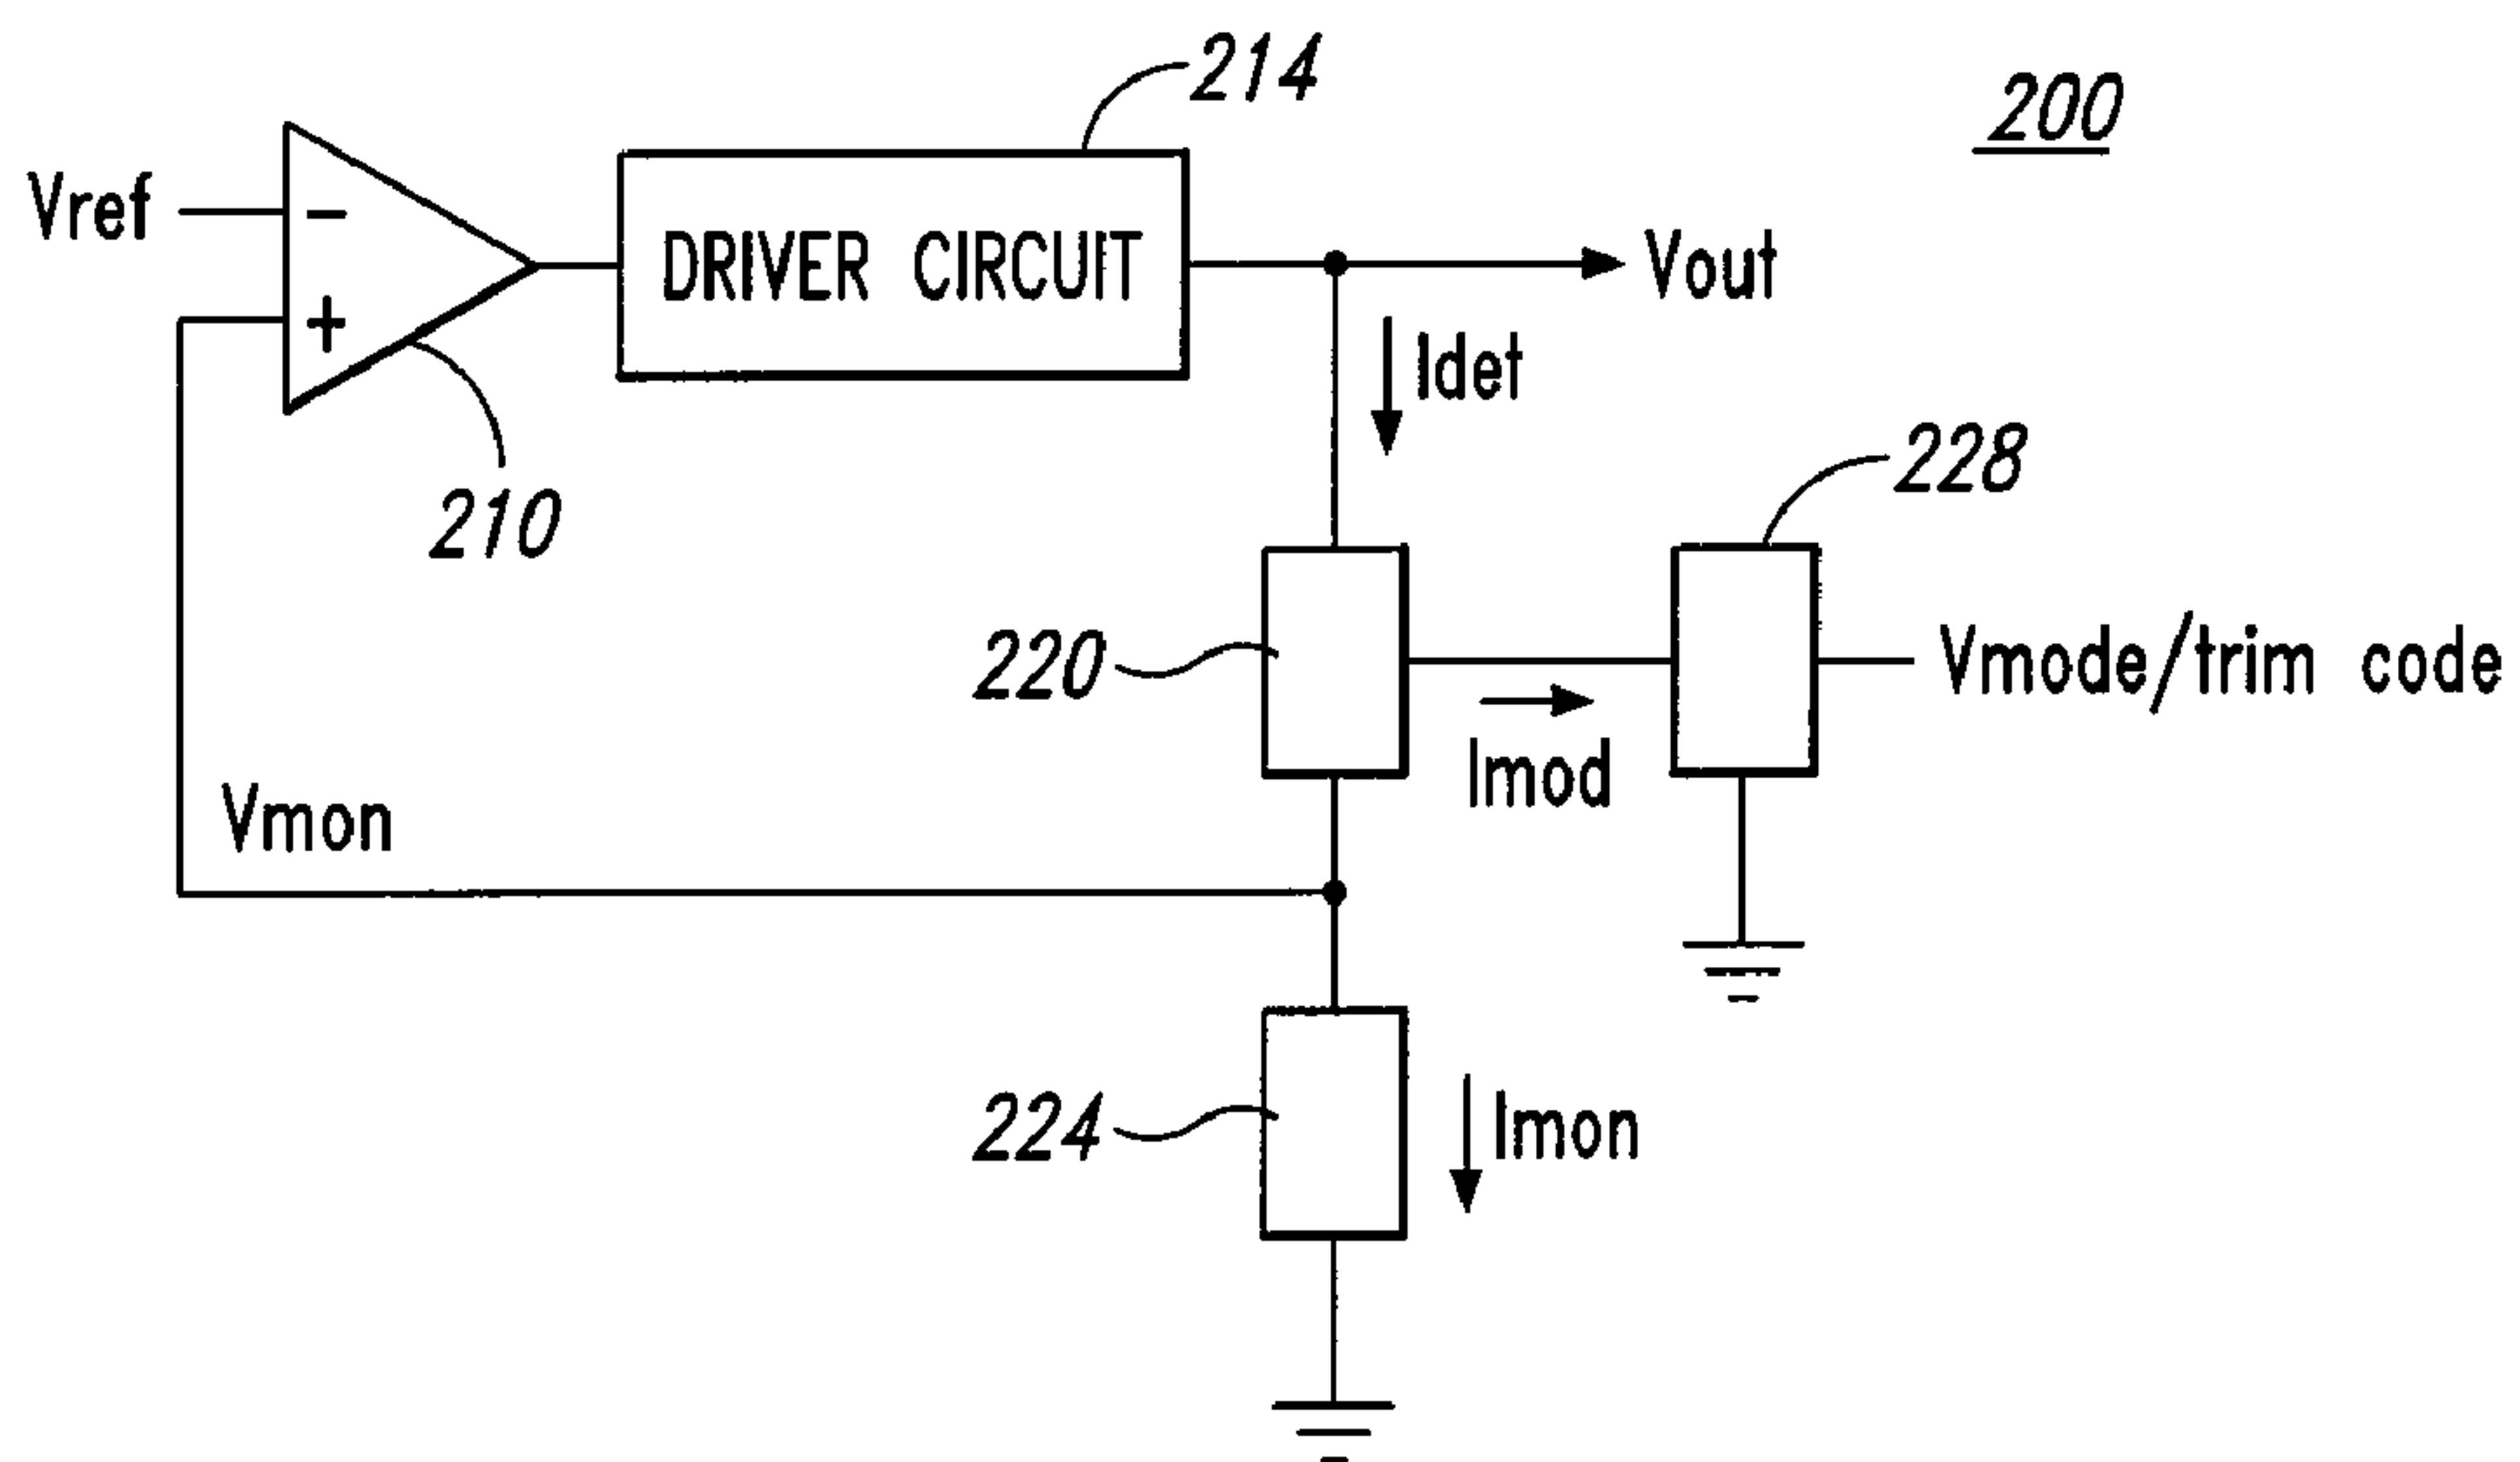 214
200
Vref
−
DRIVER CIRCUIT
Vout
+
Idet
210
228
220
Vmode/trim code
Imod
Vmon
224
Imon